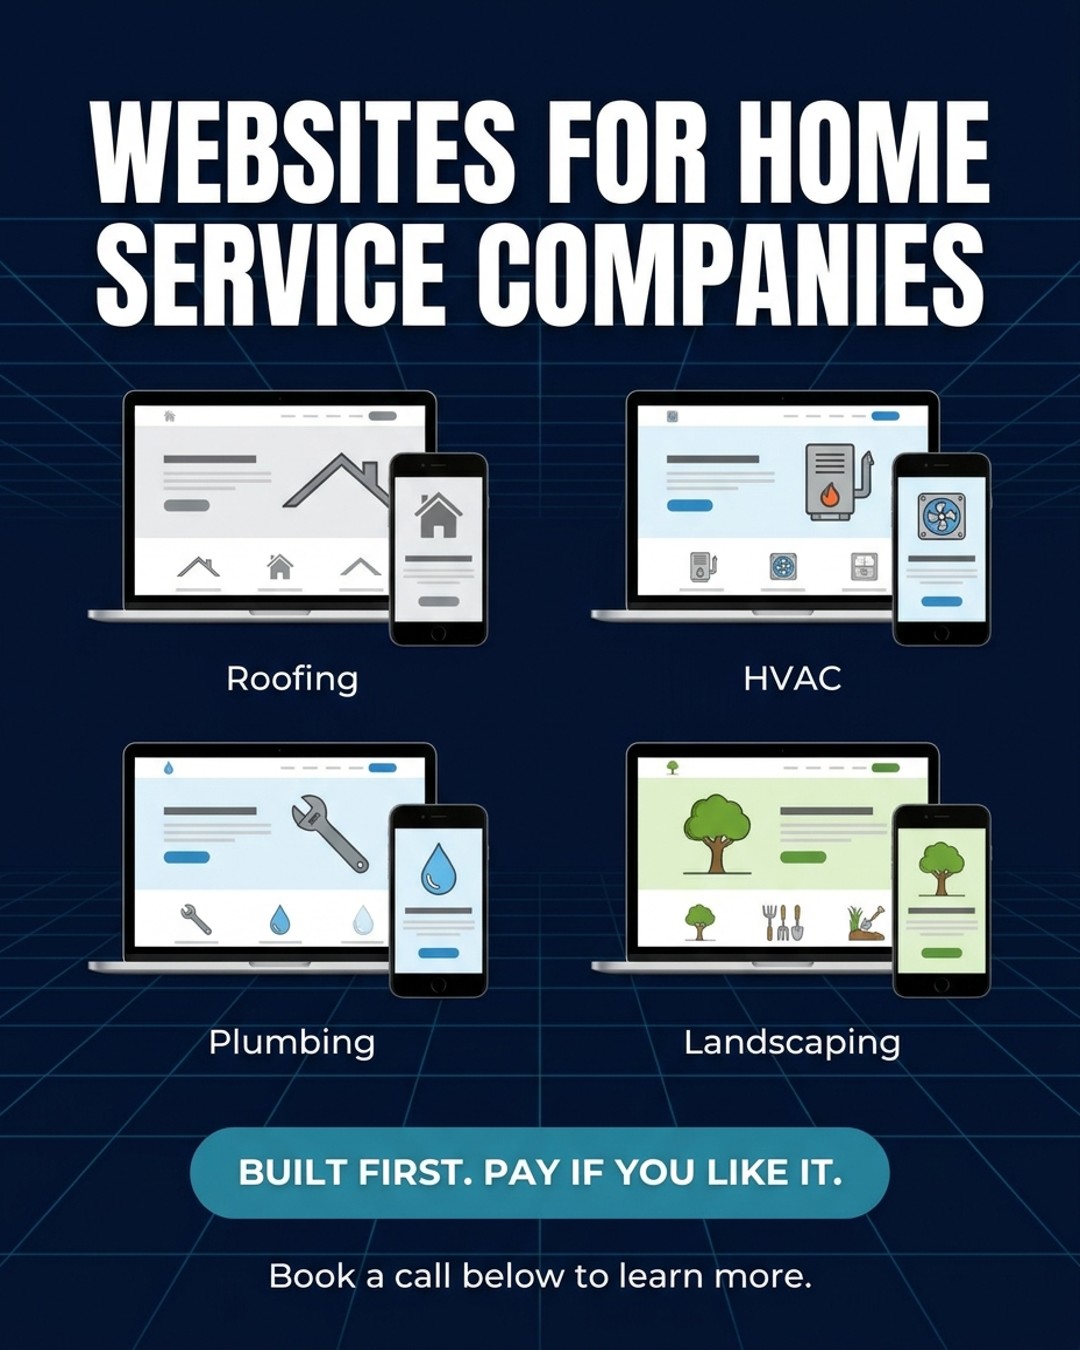 WEBSITES FOR HOME
SERVICE COMPANIES
Roofing
HVAC
Plumbing
Landscaping
BUILT FIRST. PAY IF YOU LIKE IT.
Book a call below to learn more.